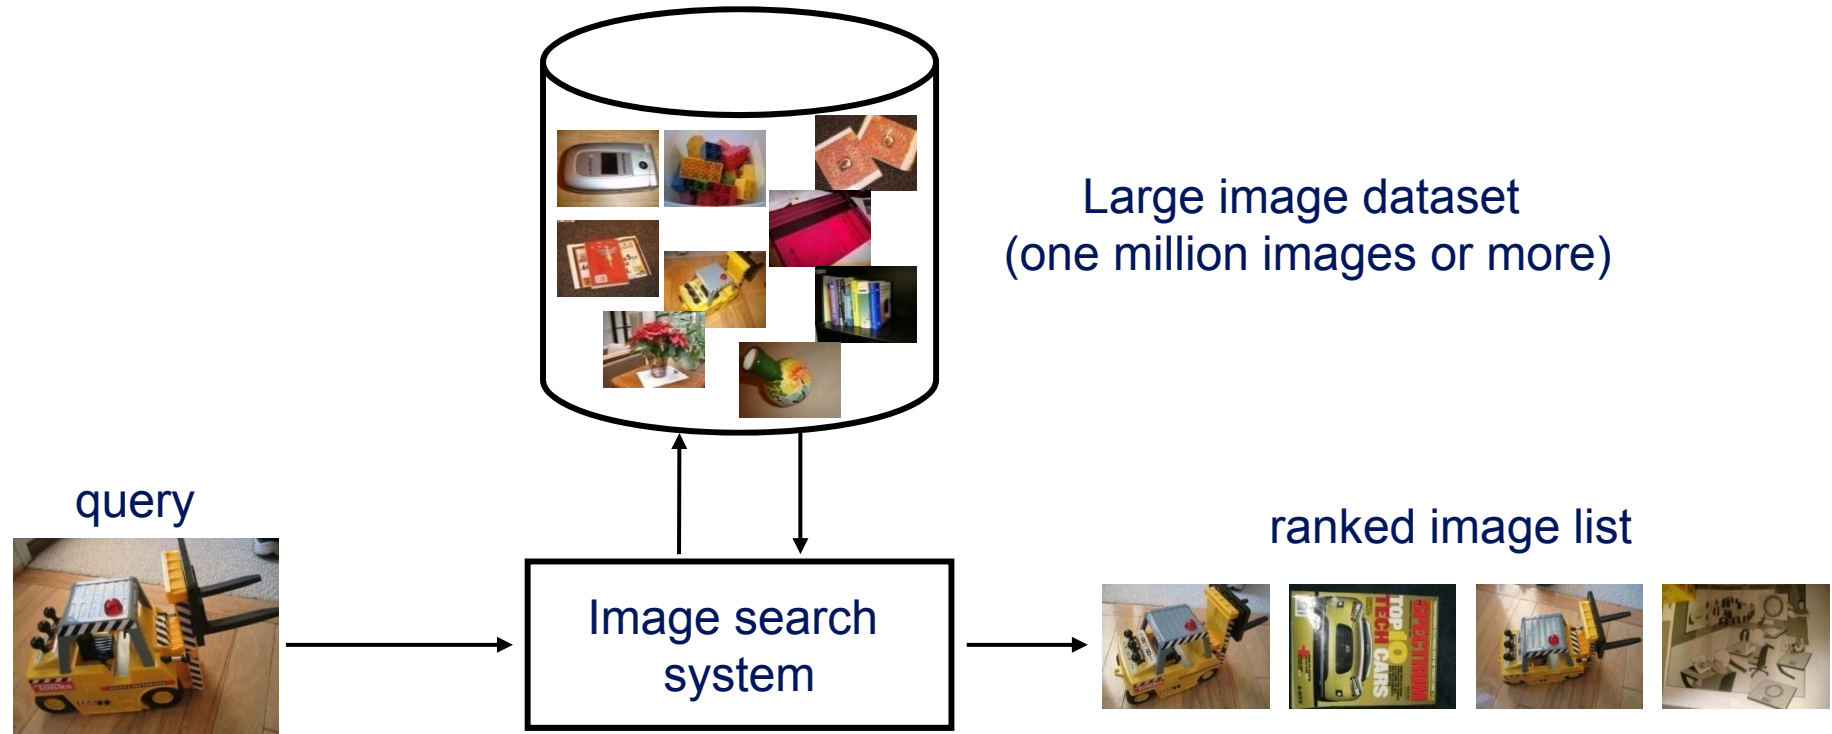 Large image dataset
(one million images or more)
query
ranked image list
Image search
system
Tonka
SPECTRUM
TOP 10
TECH CARS